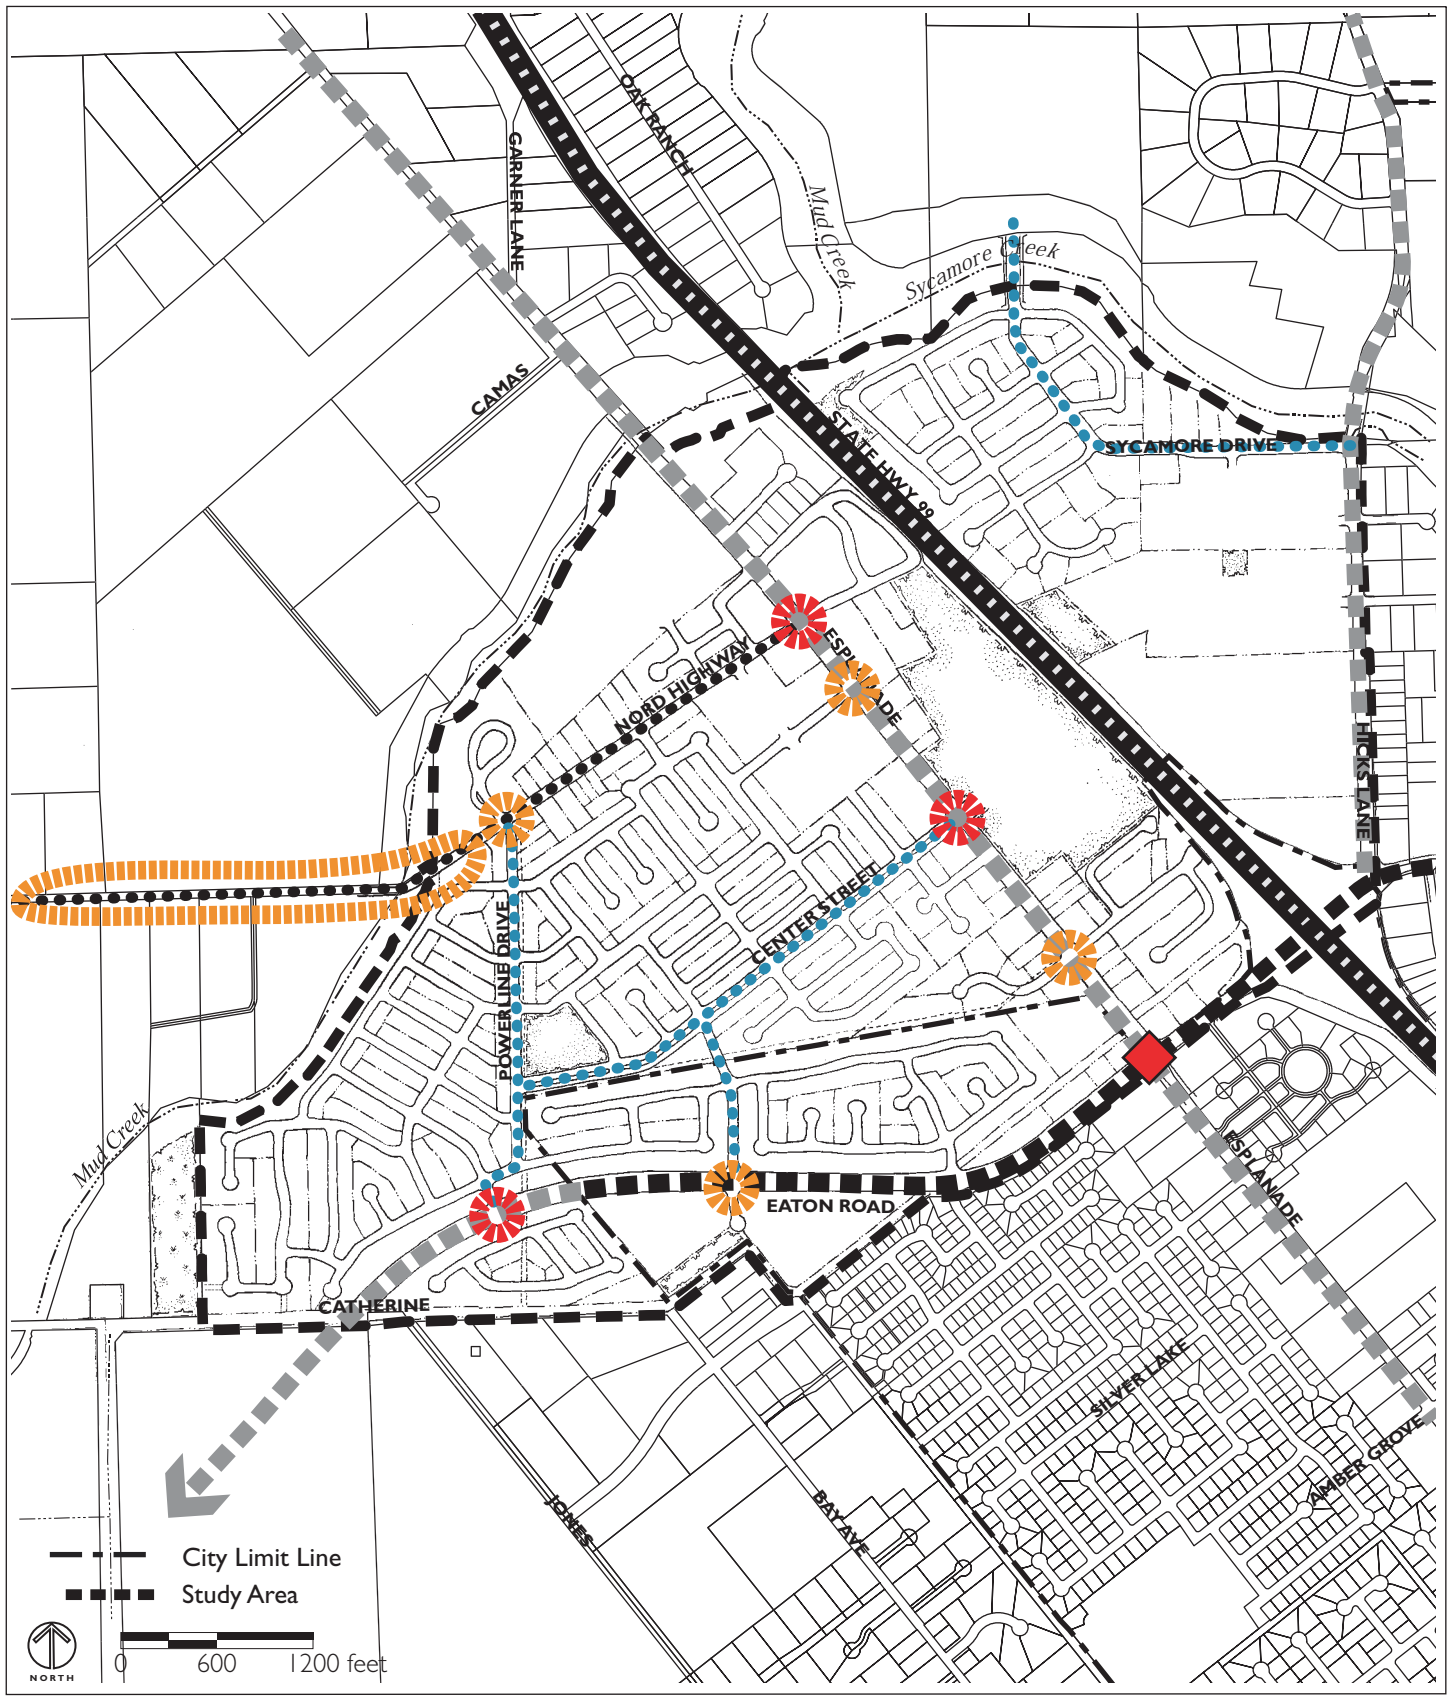 OAK RANCH
GARNER LANE
Mud Creek
Sycamore Creek
CAMAS
STATE HWY 99
SYCAMORE DRIVE
NORD HIGHWAY
ESPLANADE
HICKS LANE
CENTER STREET
POWER LINE DRIVE
Mud Creek
EATON ROAD
ESPLANADE
CATHERINE
SILVER LAKE
AMBER GROVE
JONES
BAY AVE
City Limit Line
Study Area
NORTH
0 600 1200 feet